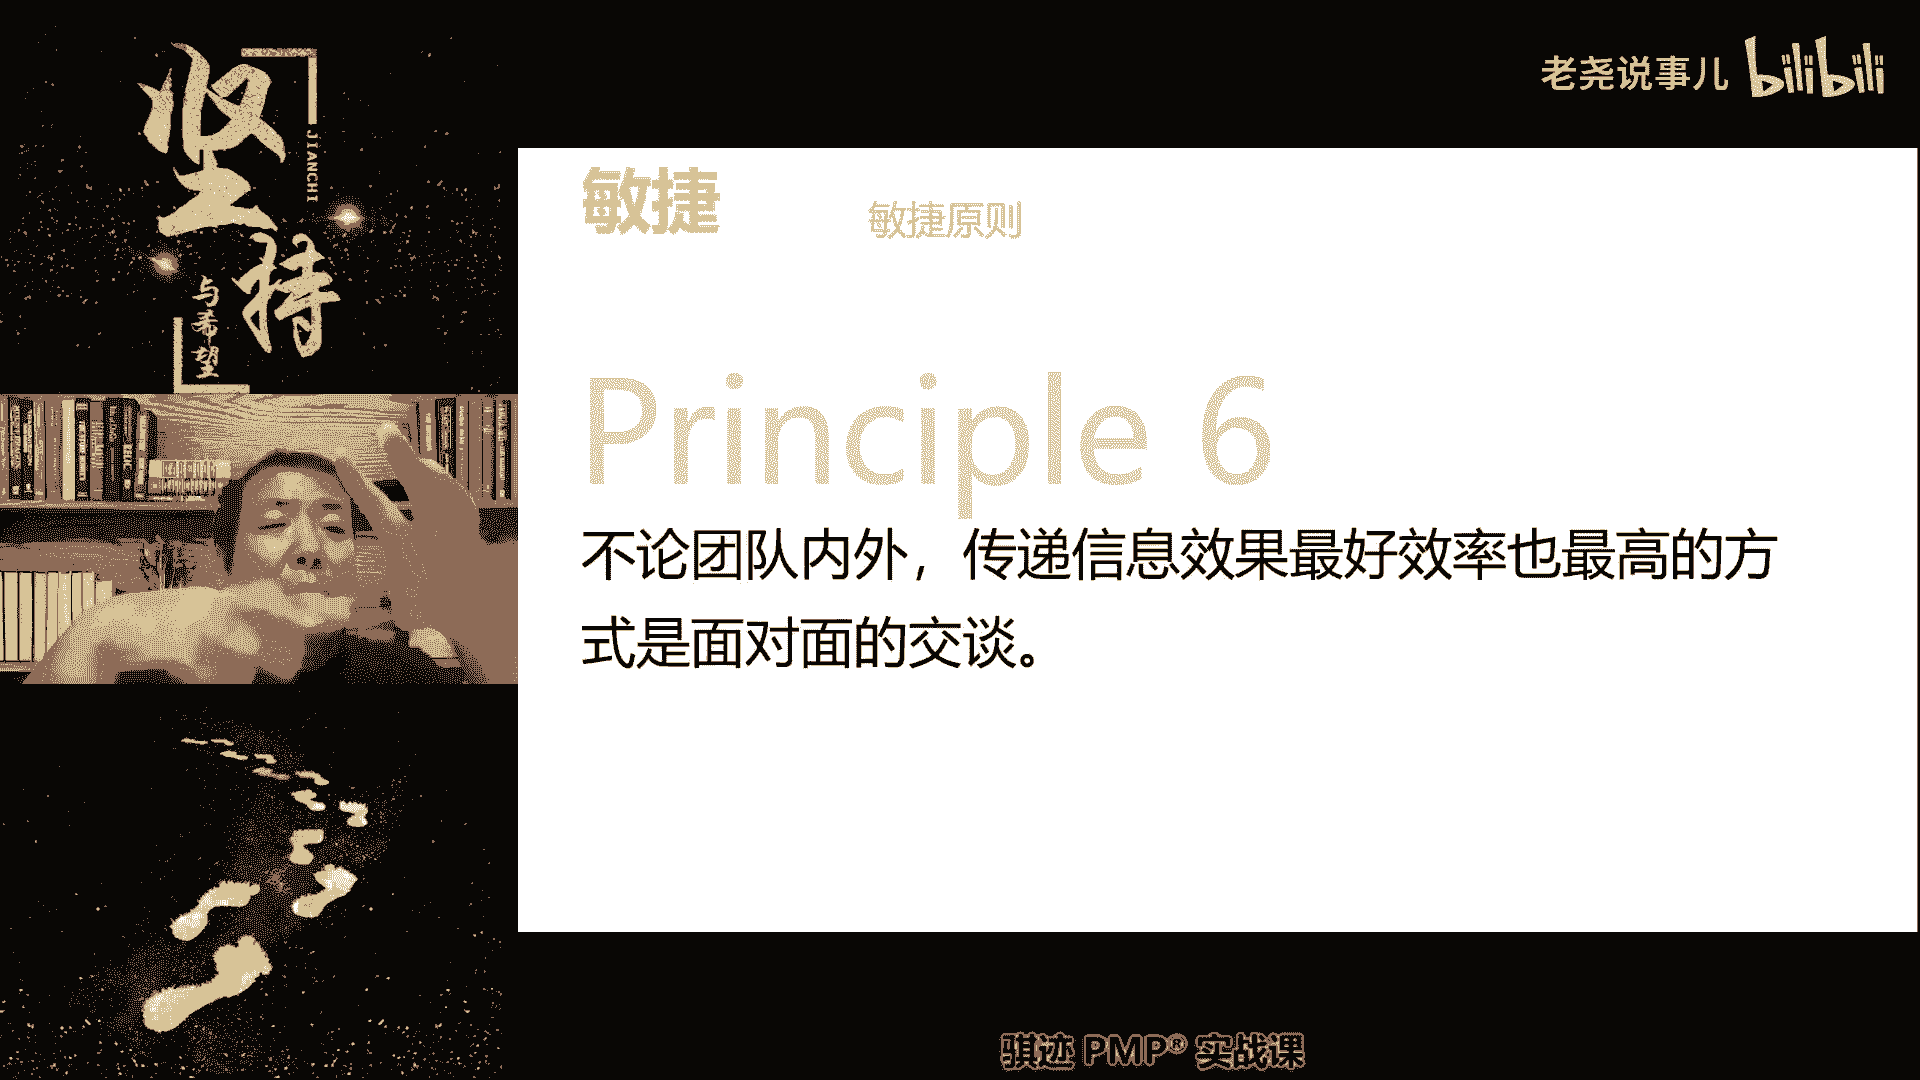 坚持
JIANCHI
与希望
老尧说事儿 bilibili
敏捷
敏捷原则
Principle 6
不论团队内外，传递信息效果最好效率也最高的方
式是面对面的交谈。
骐迹 PMP® 实战课